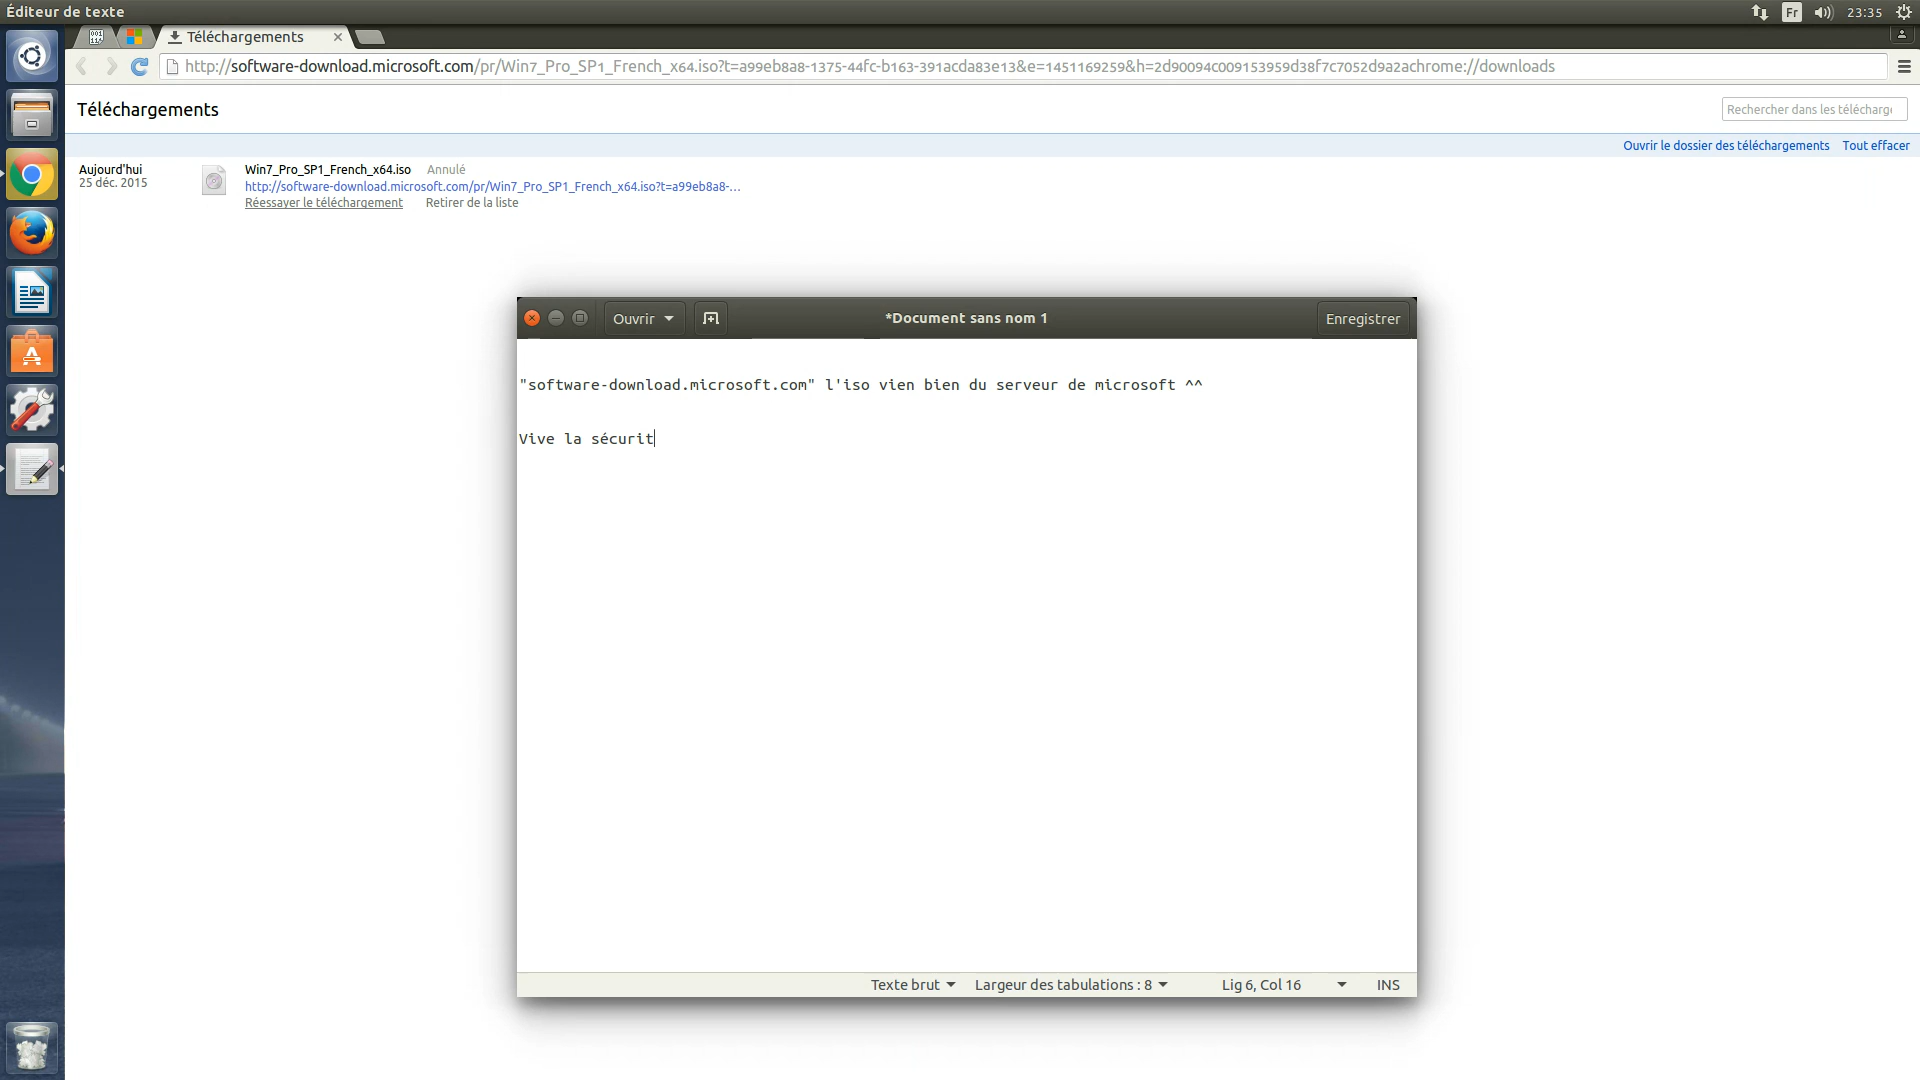 Éditeur de texte
Fr
23:35
Téléchargements
http://software-download.microsoft.com/pr/Win7_Pro_SP1_French_x64.iso?t=a99eb8a8-1375-44fc-b163-391acda83e13&e=1451169259&h=2d90094c009153959d38f7c7052d9a2achrome://downloads
Téléchargements
Rechercher dans les télécharge
Ouvrir le dossier des téléchargements Tout effacer
Aujourd'hui
25 déc. 2015
Win7_Pro_SP1_French_x64.iso Annulé
http://software-download.microsoft.com/pr/Win7_Pro_SP1_French_x64.iso?t=a99eb8a8-...
Réessayer le téléchargement Retirer de la liste
Ouvrir
*Document sans nom 1
Enregistrer
"software-download.microsoft.com" l'iso vien bien du serveur de microsoft ^^
Vive la sécurit
Texte brut Largeur des tabulations : 8 Lig 6, Col 16 INS